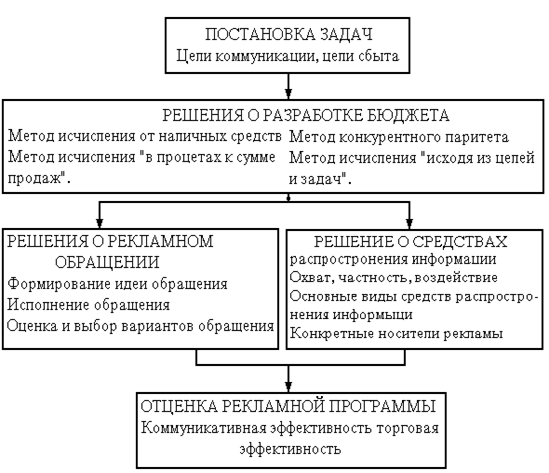 ПОСТАНОВКА ЗАДАЧ
Цели коммуникации, цели сбыта
РЕШЕНИЯ О РАЗРАБОТКЕ БЮДЖЕТА
Метод исчисления от наличных средств
Метод исчисления "в процетах к сумме
продаж".
Метод конкурентного паритета
Метод исчисления "исходя из целей
и задач".
РЕШЕНИЯ О РЕКЛАМНОМ
ОБРАЩЕНИИ
Формирование идеи обращения
Исполнение обращения
Оценка и выбор вариантов обращения
РЕШЕНИЕ О СРЕДСТВАХ
распростронения информации
Охват, частность, воздействие
Основные виды средств распростро-
нения информыци
Конкретные носители рекламы
ОТЦЕНКА РЕКЛАМНОЙ ПРОГРАММЫ
Коммуникативная эффективность торговая
эффективность